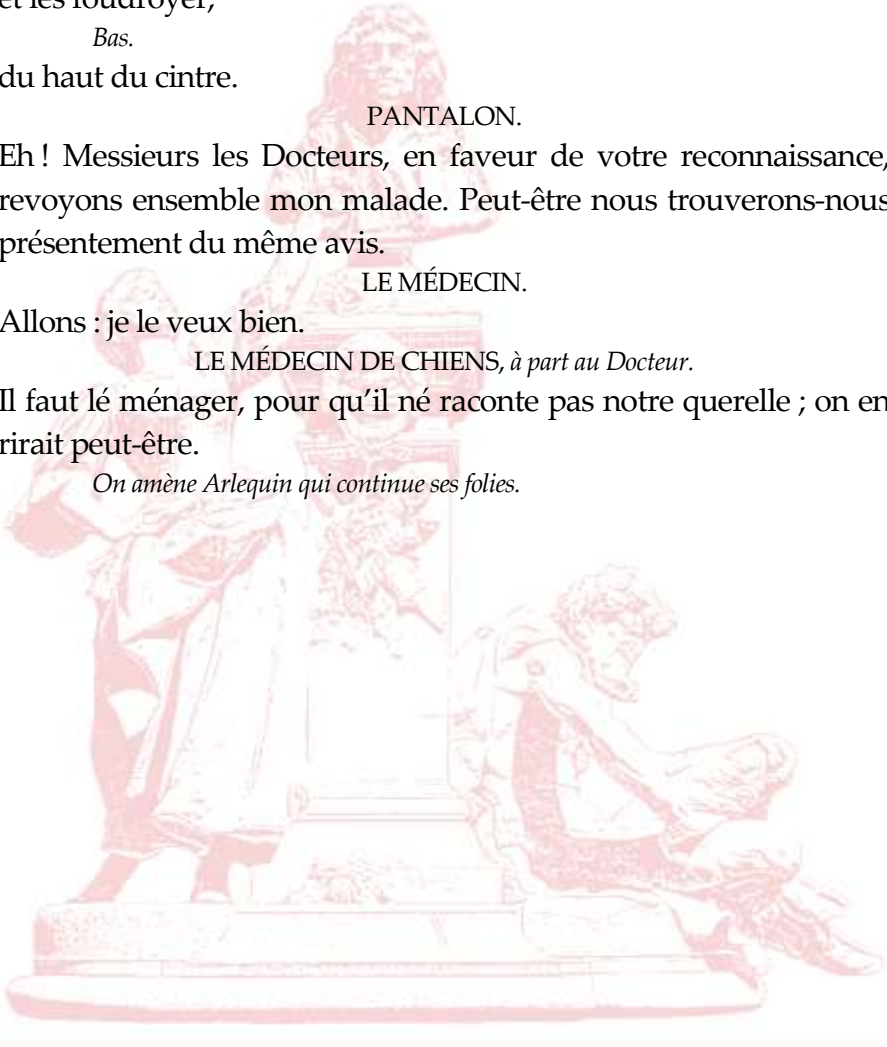 et les foudroyer,
Bas.
du haut du cintre.
PANTALON.
Eh ! Messieurs les Docteurs, en faveur de votre reconnaissance,
revoyons ensemble mon malade. Peut-être nous trouverons-nous
présentement du même avis.
LE MÉDECIN.
Allons : je le veux bien.
LE MÉDECIN DE CHIENS, à part au Docteur.
Il faut lé ménager, pour qu’il né raconte pas notre querelle ; on en
rirait peut-être.
On amène Arlequin qui continue ses folies.